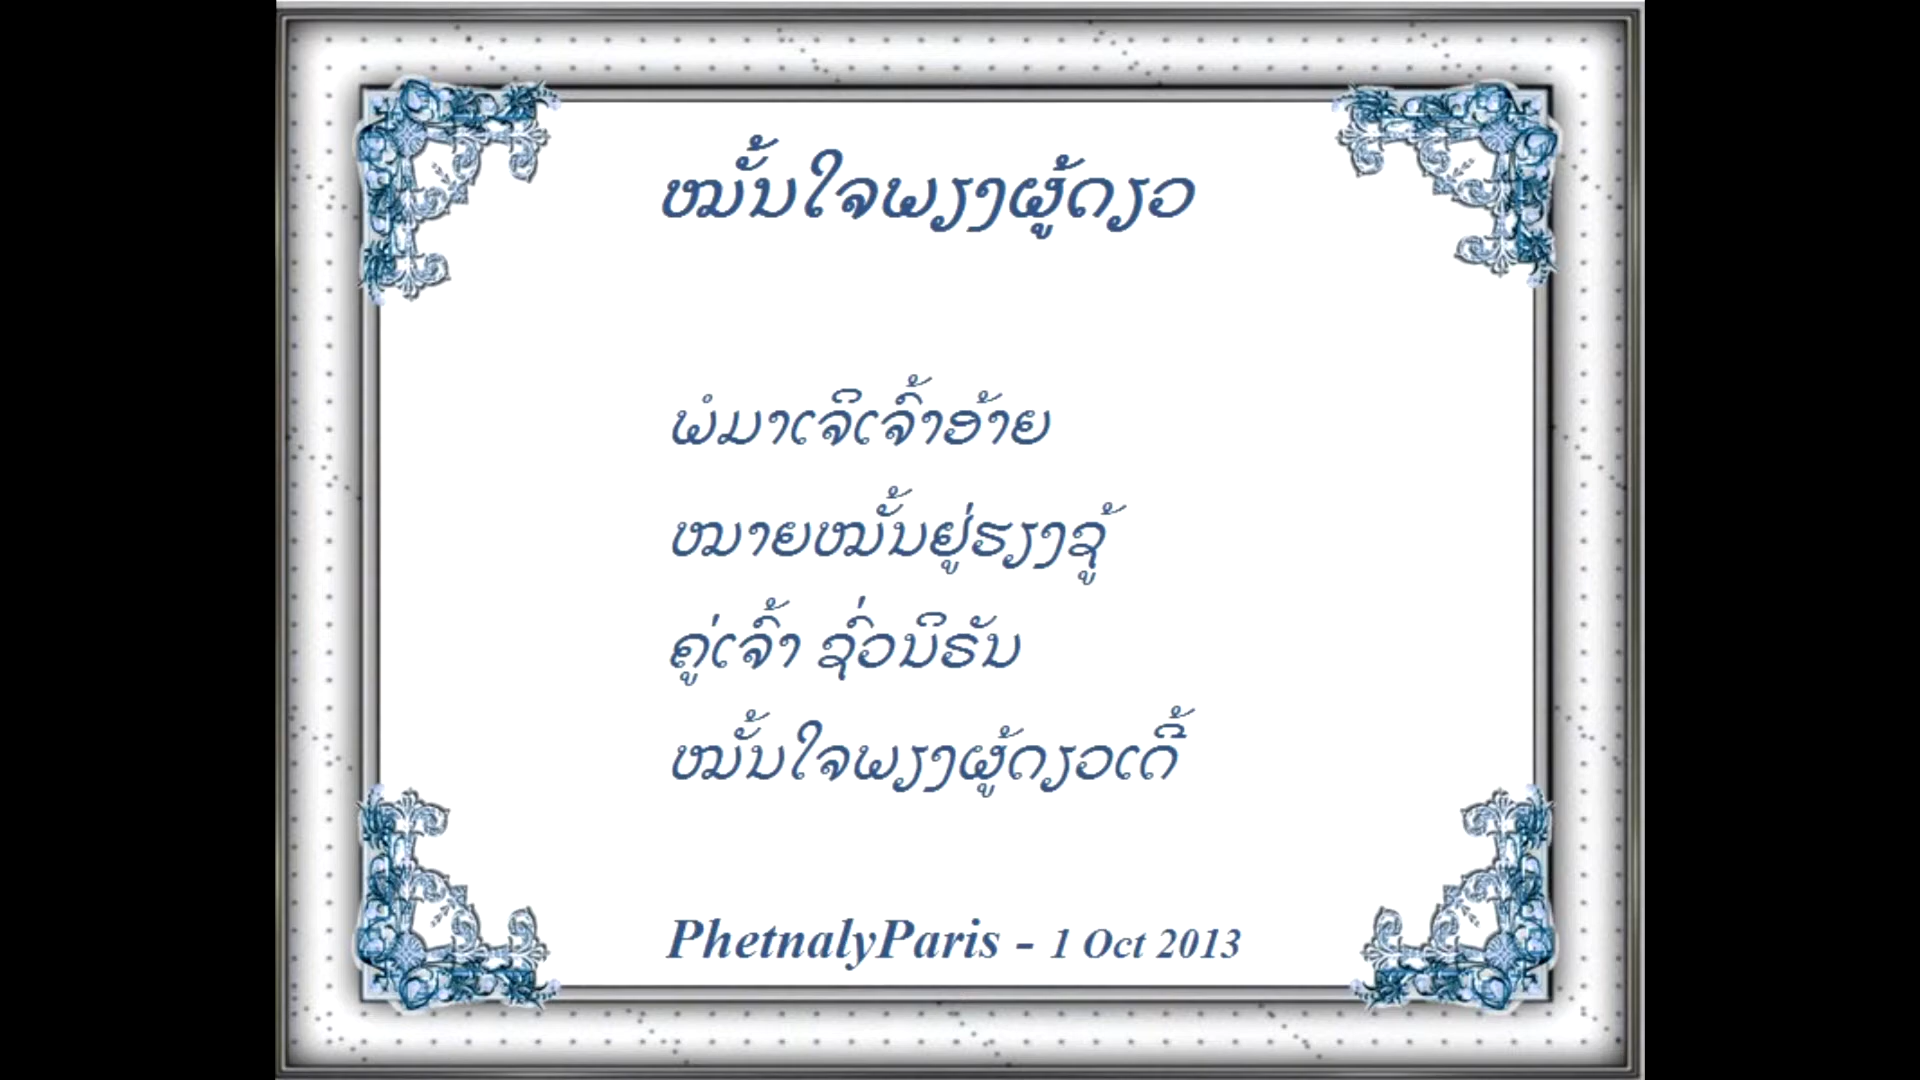 ໝັ້ນໃຈພຽງຜູ້ດຽວ
ພໍມາເຈິເຈົ້າອ້າຍ
ໝາຍໝັ້ນຢູ່ຮຽງຊູ້
ຄູ່ເຈົ້າ ຊົ່ວນິຣັນ
ໝັ້ນໃຈພຽງຜູ້ດຽວເດີ້
PhetnalyParis - 1 Oct 2013